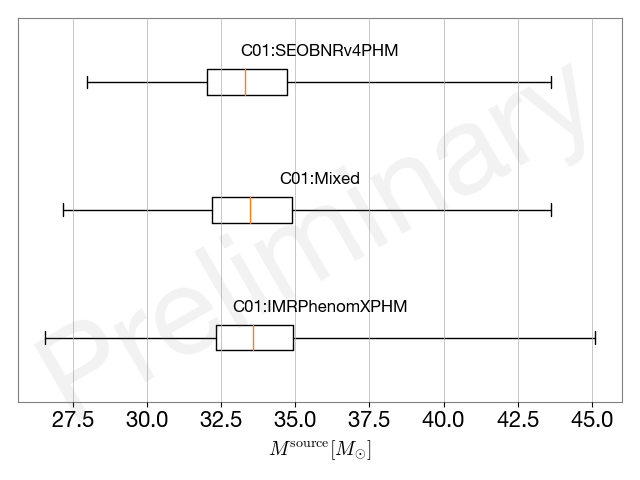 C01:SEOBNRv4PHM
C01:Mixed
C01:IMRPhenomXPHM
Preliminary
27.5 30.0 32.5 35.0 37.5 40.0 42.5 45.0
M^source [M_⊙]